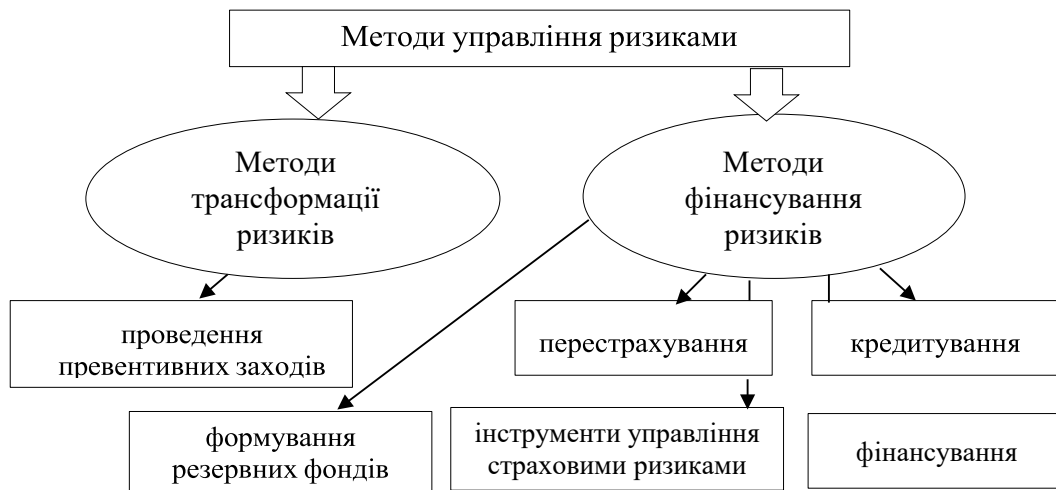 Методи управління ризиками
Методи
трансформації
ризиків
Методи
фінансування
ризиків
проведення
превентивних заходів
перестрахування
кредитування
формування
резервних фондів
інструменти управління
страховими ризиками
фінансування